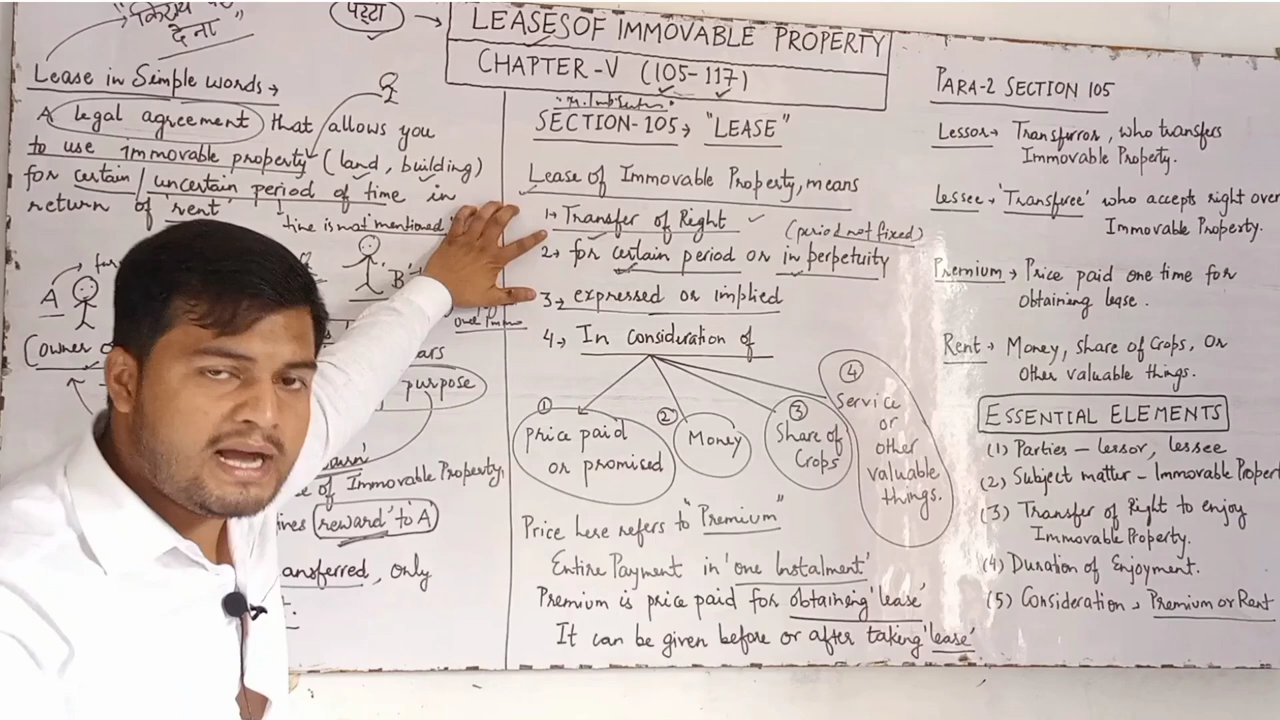 "किराये पर
देना"
पट्टा →
LEASES OF IMMOVABLE PROPERTY
CHAPTER-V (105-117)
Lease in Simple words →
A legal agreement that allows you
to use immovable property (land, building)
for certain / uncertain period of time in
return of 'rent'
'time is not mentioned'
A
B
(owner
ars
purpose
e of Immovable Property,
ines reward' to A
ansferred, only
SECTION-105 → "LEASE"
Lease of Immovable Property, means
1→ Transfer of Right
(period not fixed)
2→ for certain period or in perpetuity
3→ expressed or implied
4→ In Consideration of
① Price paid
or promised
② Money
③ Share of
Crops
④ Service
or
other
valuable
things.
Price here refers to "Premium"
Entire Payment in 'one Instalment'
Premium is price paid for obtaining 'lease'
It can be given before or after taking 'lease'
PARA-2 SECTION 105
Lessor → Transferror, who transfers
Immovable Property.
Lessee → 'Transferee' who accepts right over
Immovable Property.
Premium → Price paid one time for
obtaining lease.
Rent → Money, Share of Crops, or
Other valuable things.
ESSENTIAL ELEMENTS
(1) Parties – lessor, lessee
(2) Subject matter – Immovable Propert
(3) Transfer of Right to enjoy
Immovable Property.
(4) Duration of Enjoyment.
(5) Consideration → Premium or Rent